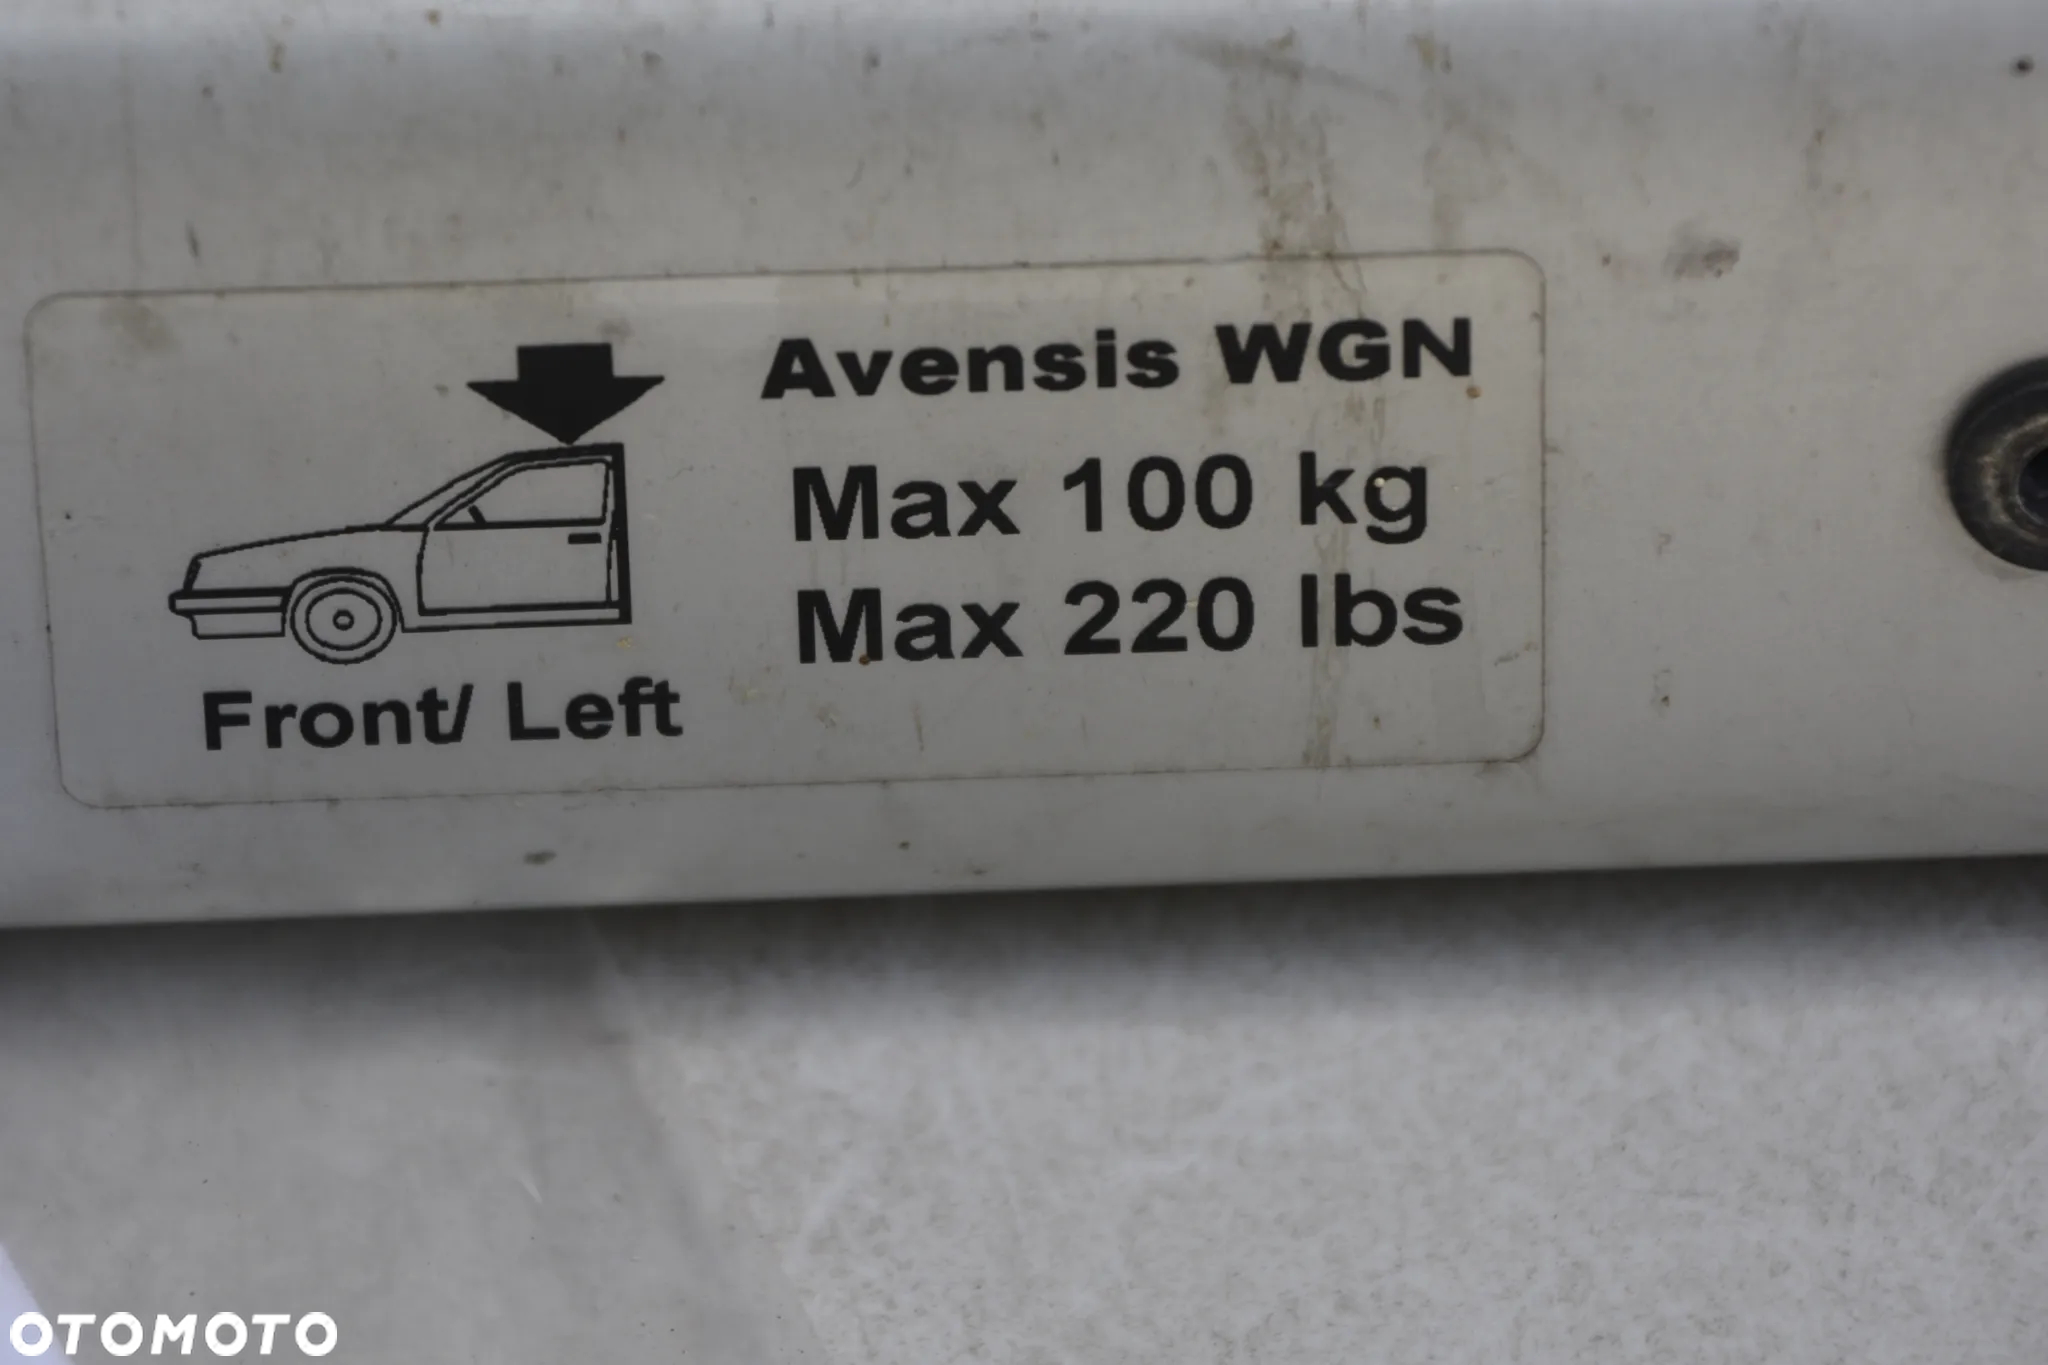 Avensis WGN
Max 100 kg
Max 220 lbs
Front/ Left
OTOMOTO